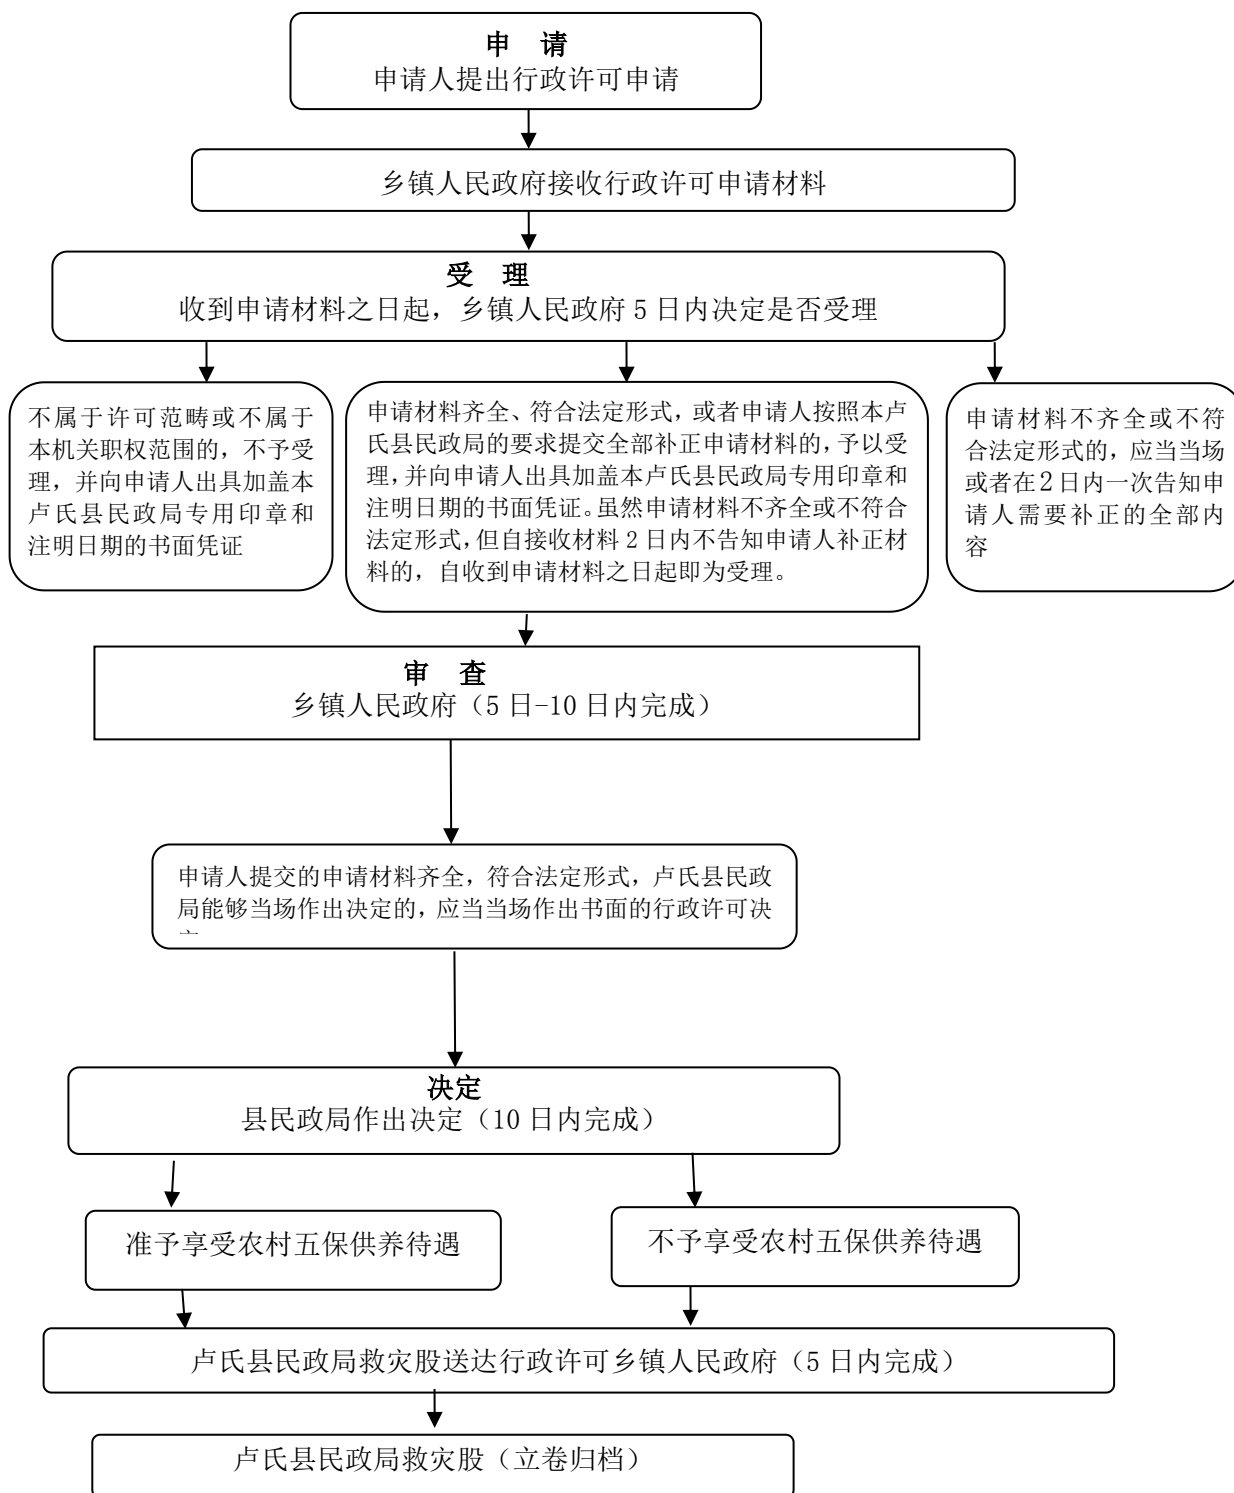 申 请
申请人提出行政许可申请
乡镇人民政府接收行政许可申请材料
受 理
收到申请材料之日起，乡镇人民政府 5 日内决定是否受理
不属于许可范畴或不属于
本机关职权范围的，不予受
理，并向申请人出具加盖本
卢氏县民政局专用印章和
注明日期的书面凭证
申请材料齐全、符合法定形式，或者申请人按照本卢
氏县民政局的要求提交全部补正申请材料的，予以受
理，并向申请人出具加盖本卢氏县民政局专用印章和
注明日期的书面凭证。虽然申请材料不齐全或不符合
法定形式，但自接收材料 2 日内不告知申请人补正材
料的，自收到申请材料之日起即为受理。
申请材料不齐全或不符
合法定形式的，应当当场
或者在2日内一次告知申
请人需要补正的全部内
容
审 查
乡镇人民政府（5 日-10 日内完成）
申请人提交的申请材料齐全，符合法定形式，卢氏县民政
局能够当场作出决定的，应当当场作出书面的行政许可决
决定
县民政局作出决定（10 日内完成）
准予享受农村五保供养待遇
不予享受农村五保供养待遇
卢氏县民政局救灾股送达行政许可乡镇人民政府（5 日内完成）
卢氏县民政局救灾股（立卷归档）